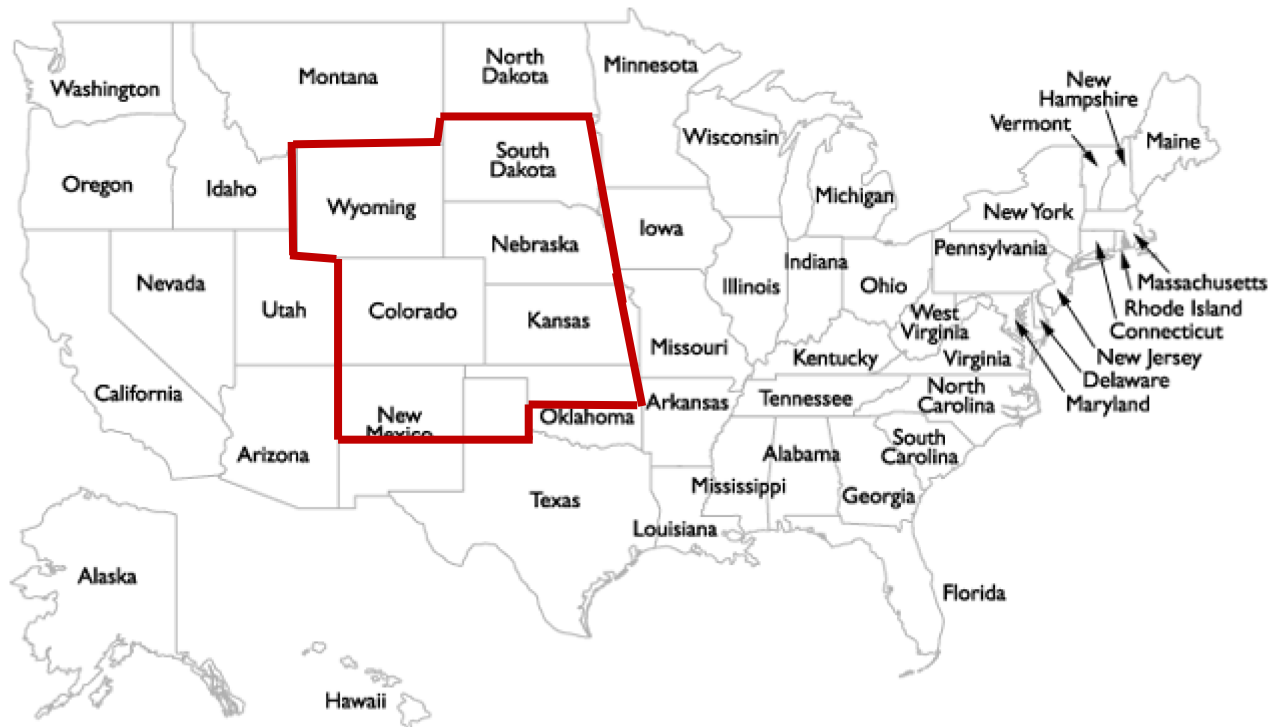 Washington
Montana
North
Dakota
Minnesota
Oregon
Idaho
Wyoming
South
Dakota
Wisconsin
Michigan
New
Hampshire
Vermont
Maine
New York
Nevada
Utah
Colorado
Nebraska
Kansas
Iowa
Illinois
Indiana
Ohio
Pennsylvania
Massachusetts
Rhode Island
Connecticut
New Jersey
Delaware
Maryland
West
Virginia
Virginia
Missouri
Kentucky
California
Arizona
New
Mexico
Oklahoma
Arkansas
Tennessee
North
Carolina
South
Carolina
Texas
Louisiana
Mississippi
Alabama
Georgia
Florida
Alaska
Hawaii